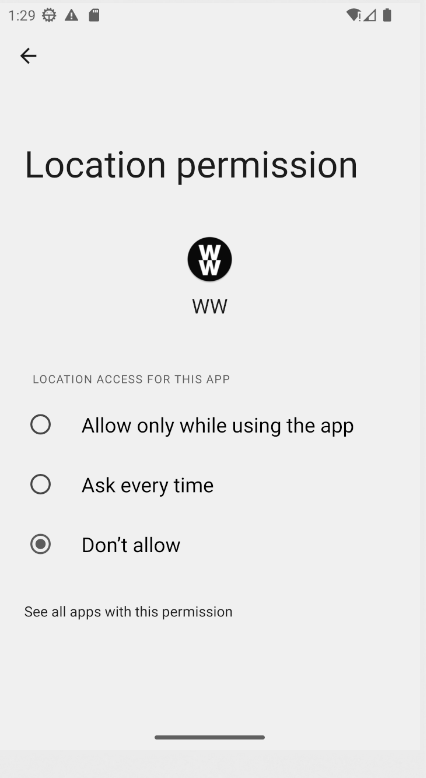 1:29
Location permission
WW
WW
LOCATION ACCESS FOR THIS APP
Allow only while using the app
Ask every time
Don't allow
See all apps with this permission